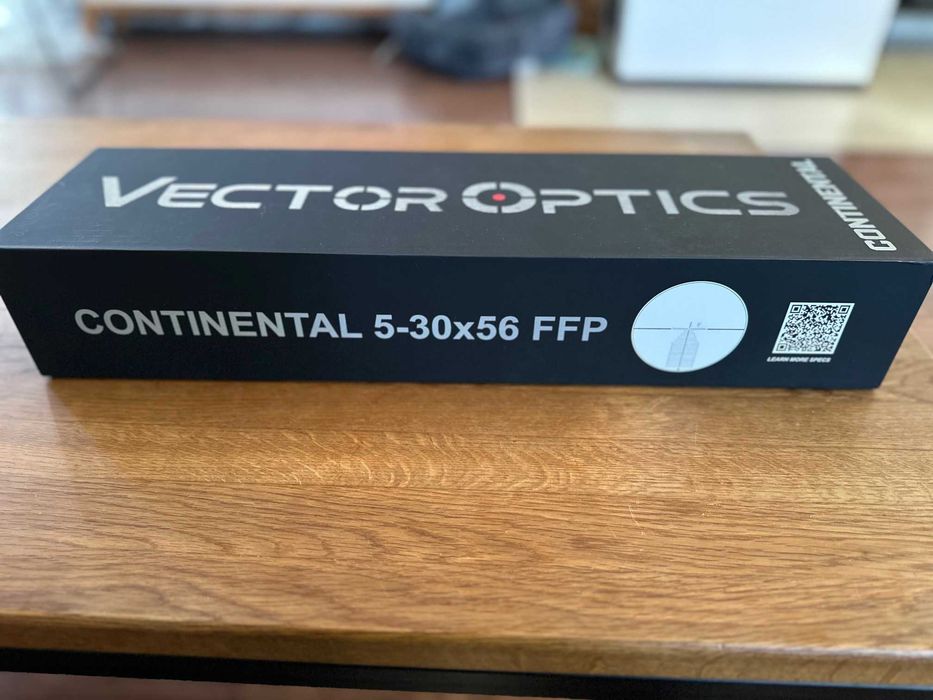 VECTOR OPTICS
CONTINENTAL
CONTINENTAL 5-30x56 FFP
LEARN MORE SPECS